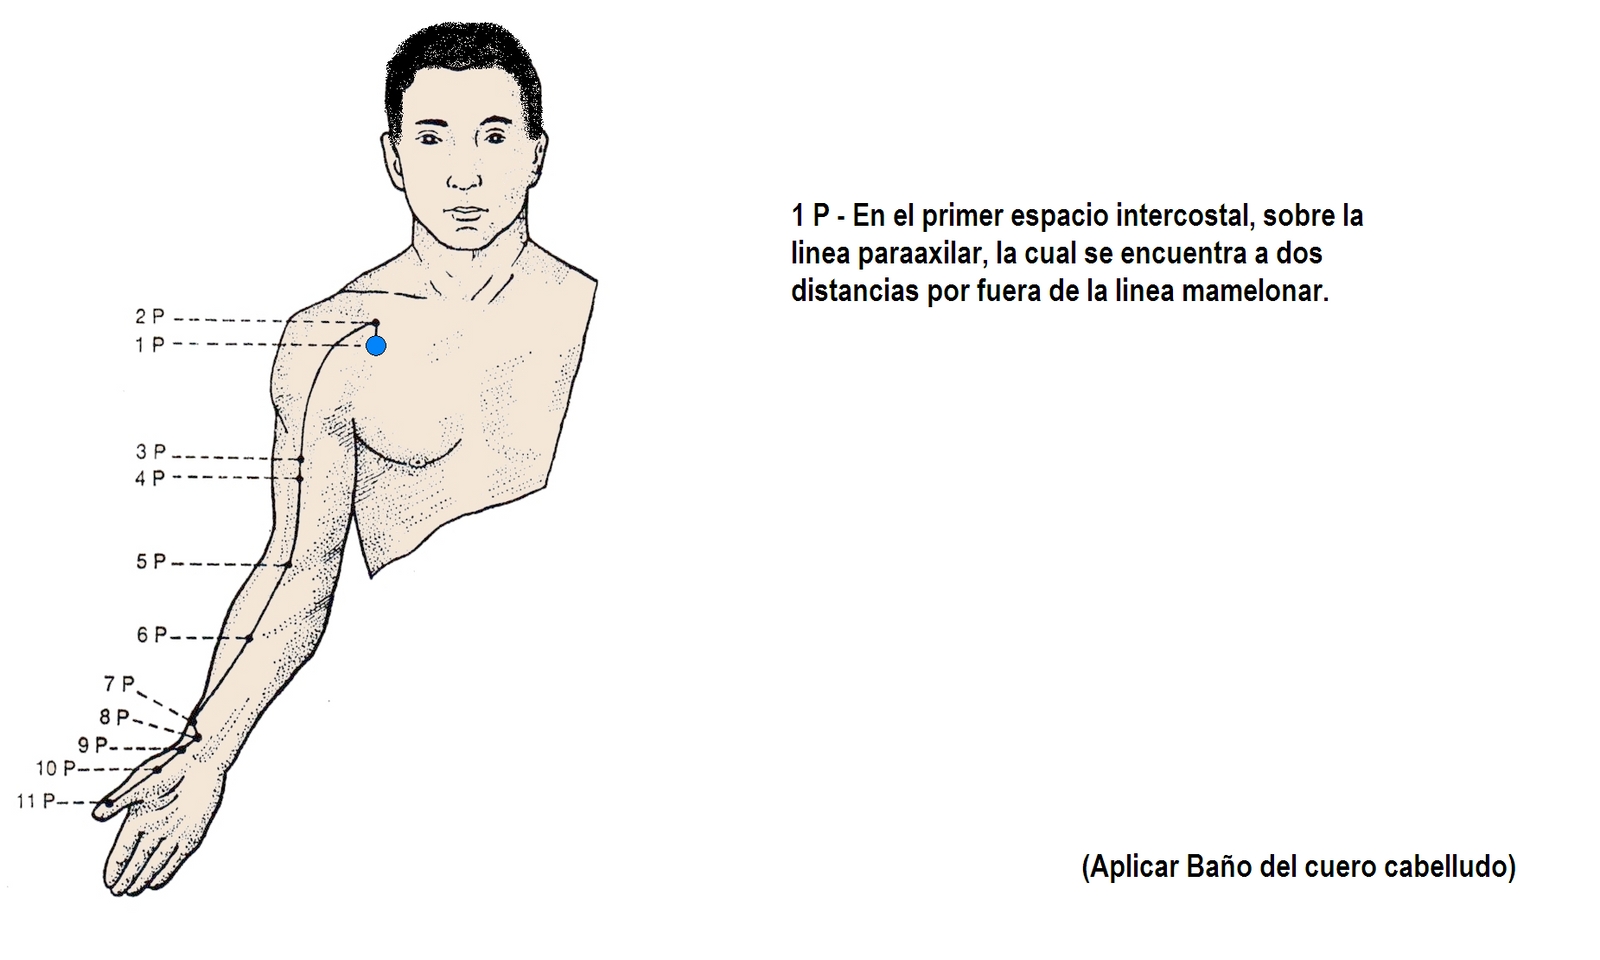 1 P - En el primer espacio intercostal, sobre la
linea paraaxilar, la cual se encuentra a dos
distancias por fuera de la linea mamelonar.
2 P
1 P
3 P
4 P
5 P
6 P
7 P
8 P
9 P
10 P
11 P
(Aplicar Baño del cuero cabelludo)